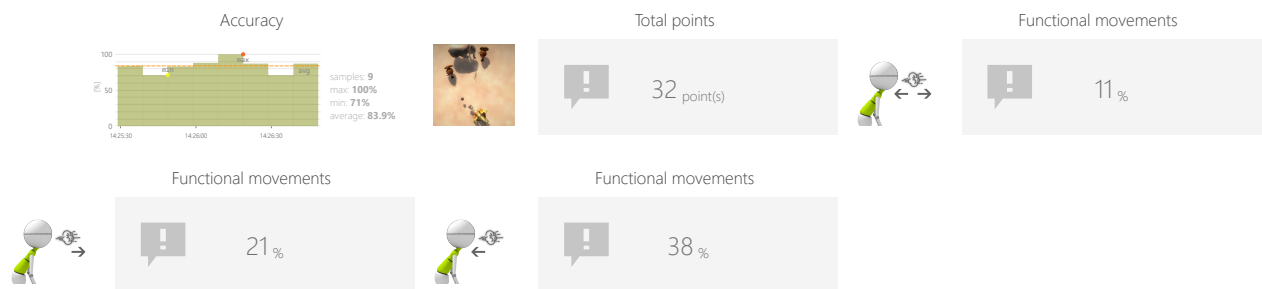 Accuracy
Total points
Functional movements
100
50
0
[%]
min
max
avg
14:25:30
14:26:00
14:26:30
samples: 9
max: 100%
min: 71%
average: 83.9%
32 point(s)
11 %
Functional movements
Functional movements
21 %
38 %